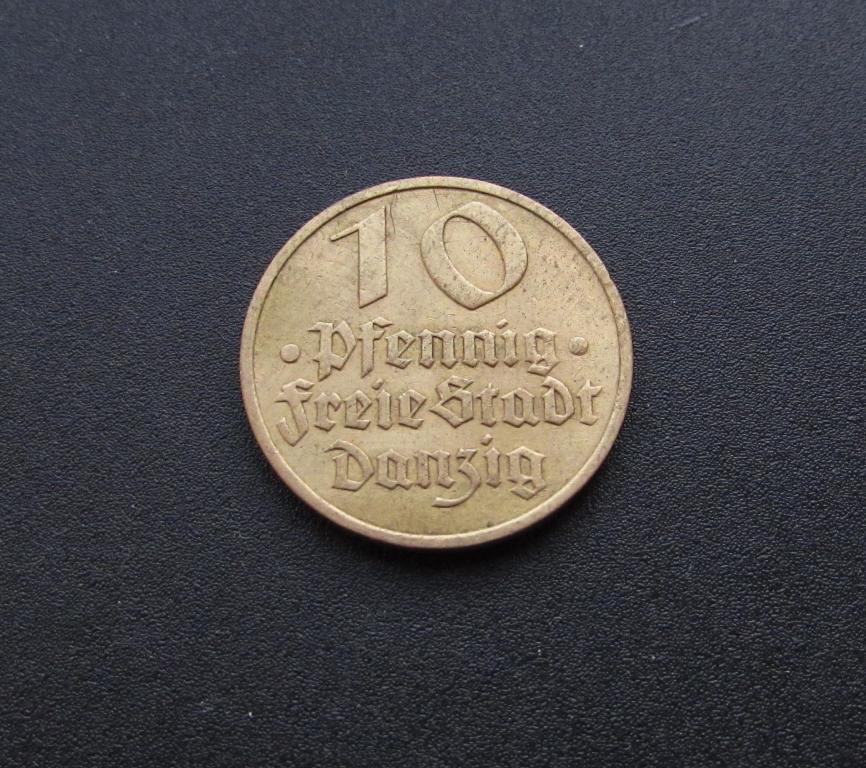 10
· Pfennig ·
Freie Stadt
Danzig